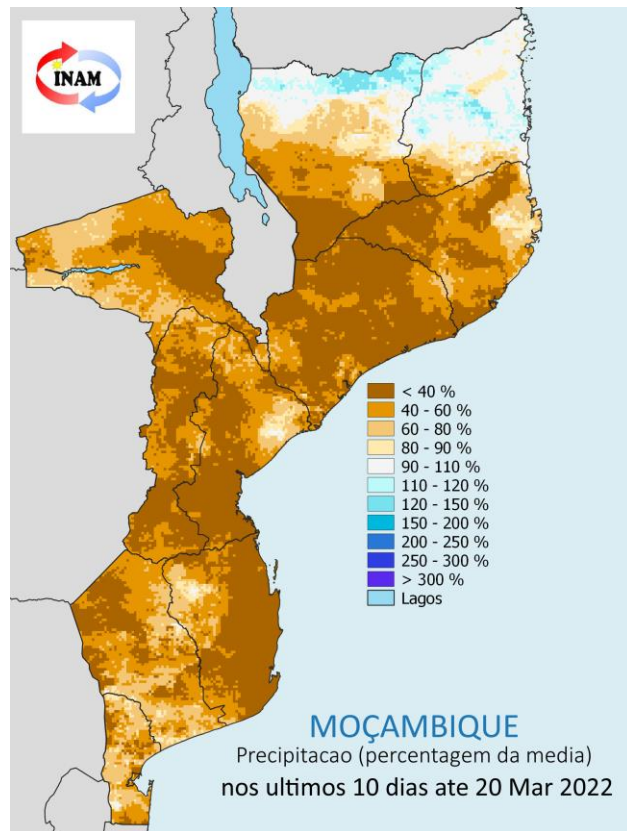 INAM
< 40 %
40 - 60 %
60 - 80 %
80 - 90 %
90 - 110 %
110 - 120 %
120 - 150 %
150 - 200 %
200 - 250 %
250 - 300 %
> 300 %
Lagos
MOÇAMBIQUE
Precipitacao (percentagem da media)
nos ultimos 10 dias ate 20 Mar 2022